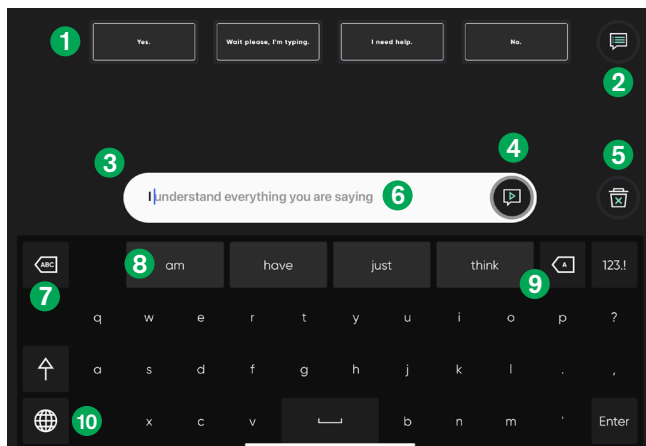 1 Yes. Wait please, I'm typing. I need help. No.
2
3 4 5
I understand everything you are saying 6
ABC 8 am have just think A 123.!
7 9
q w e r t y u i o p ?
a s d f g h j k l . ,
10 x c v b n m ' Enter